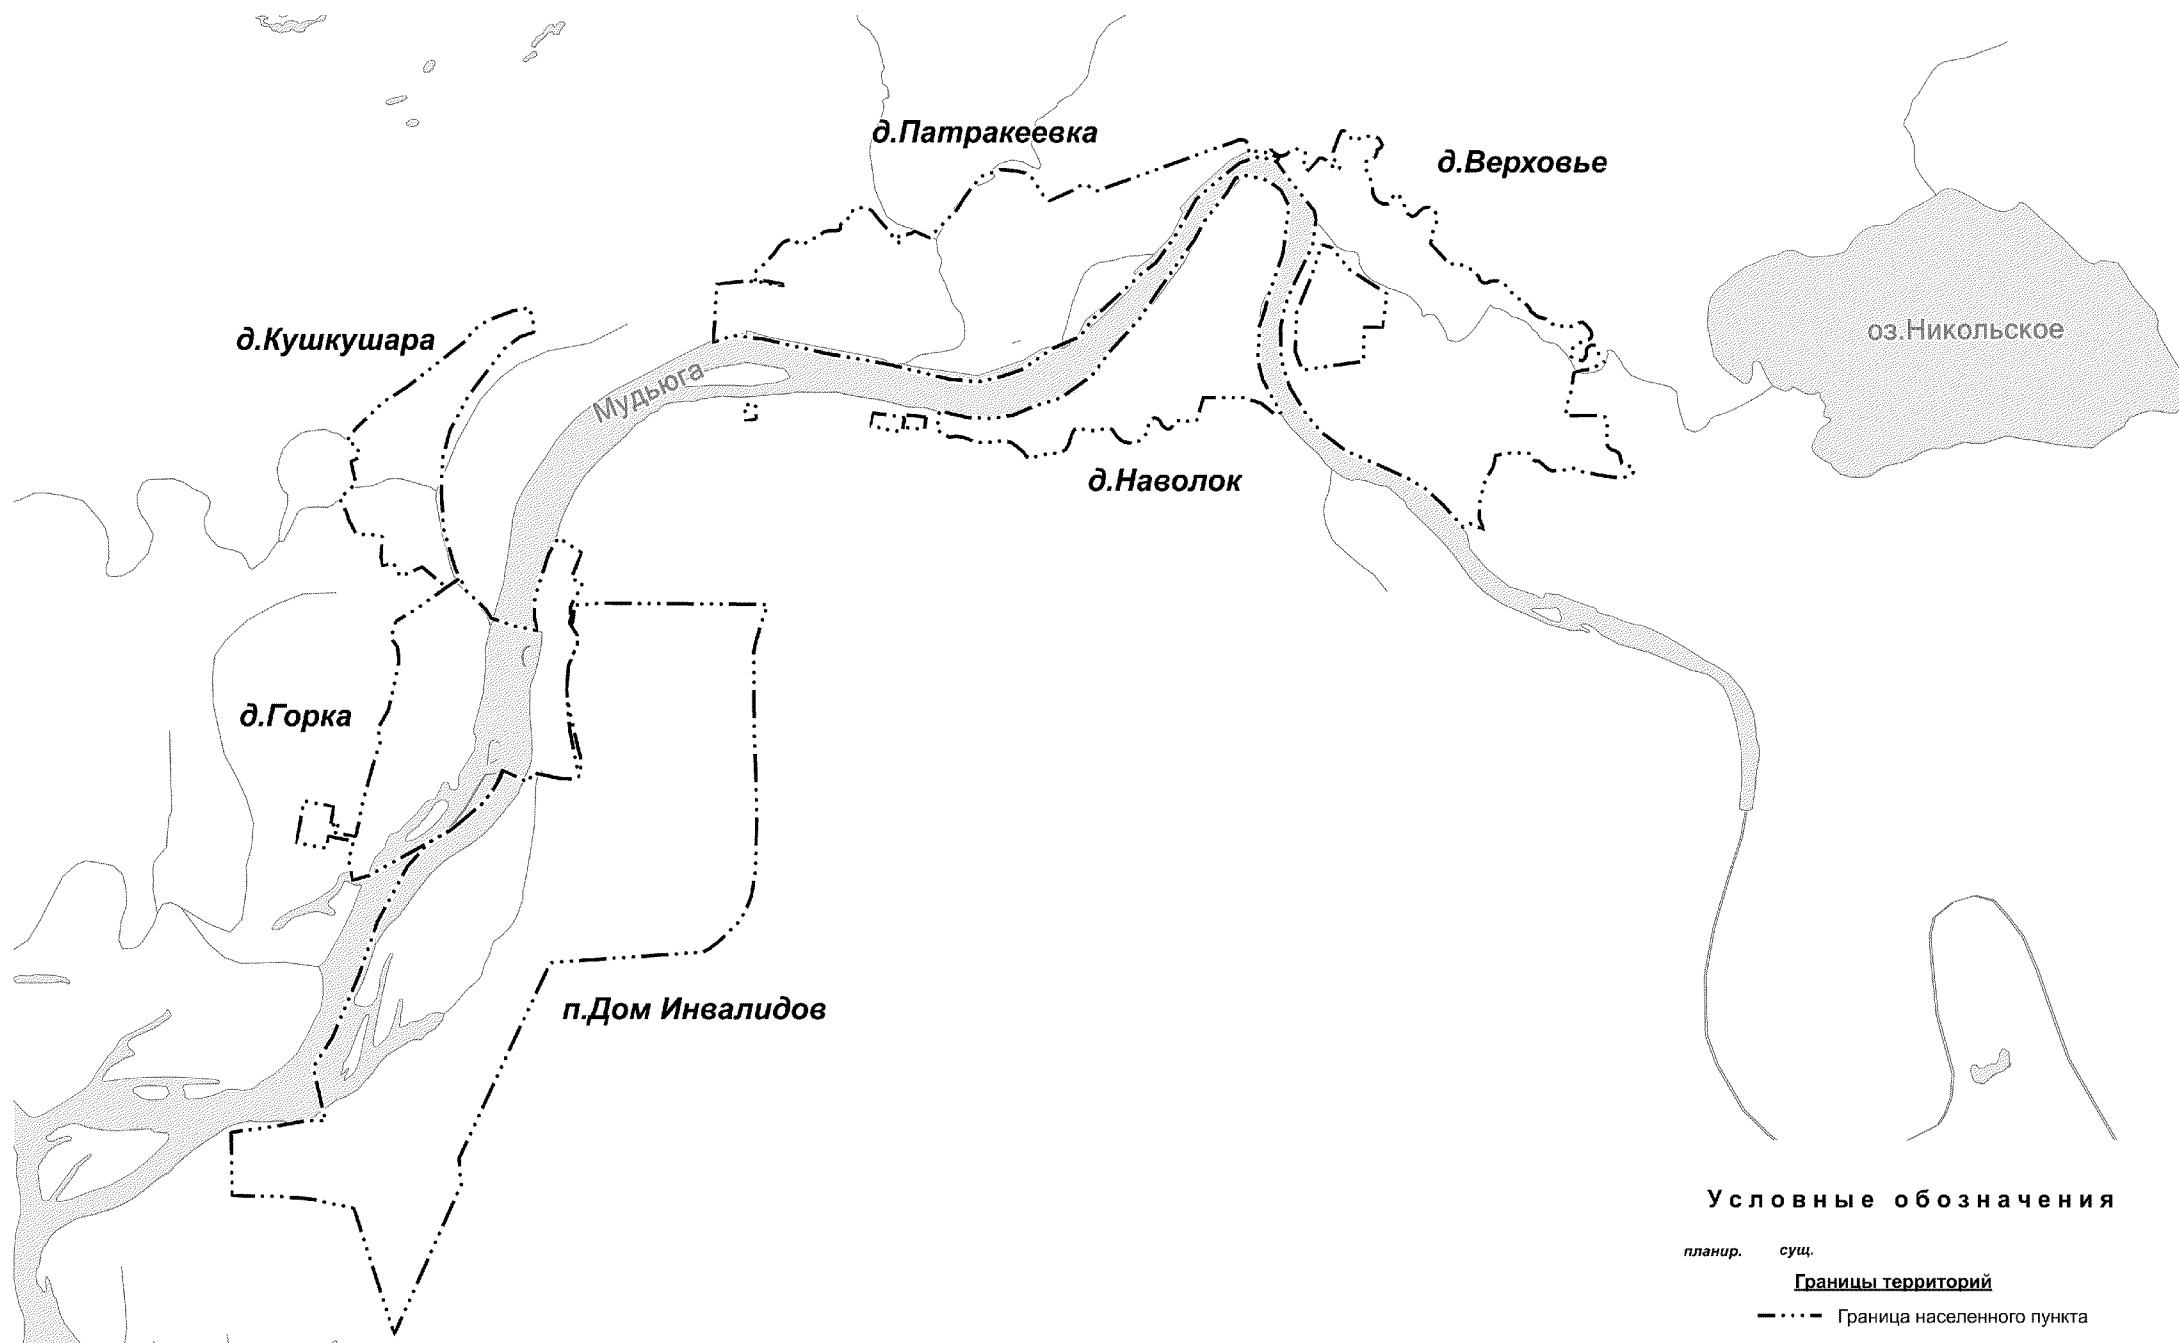 д.Патракеевка
д.Верховье
д.Кушкушара
оз.Никольское
Мудьюга
д.Наволок
д.Горка
п.Дом Инвалидов
Условные обозначения
планир. сущ.
Границы территорий
Граница населенного пункта